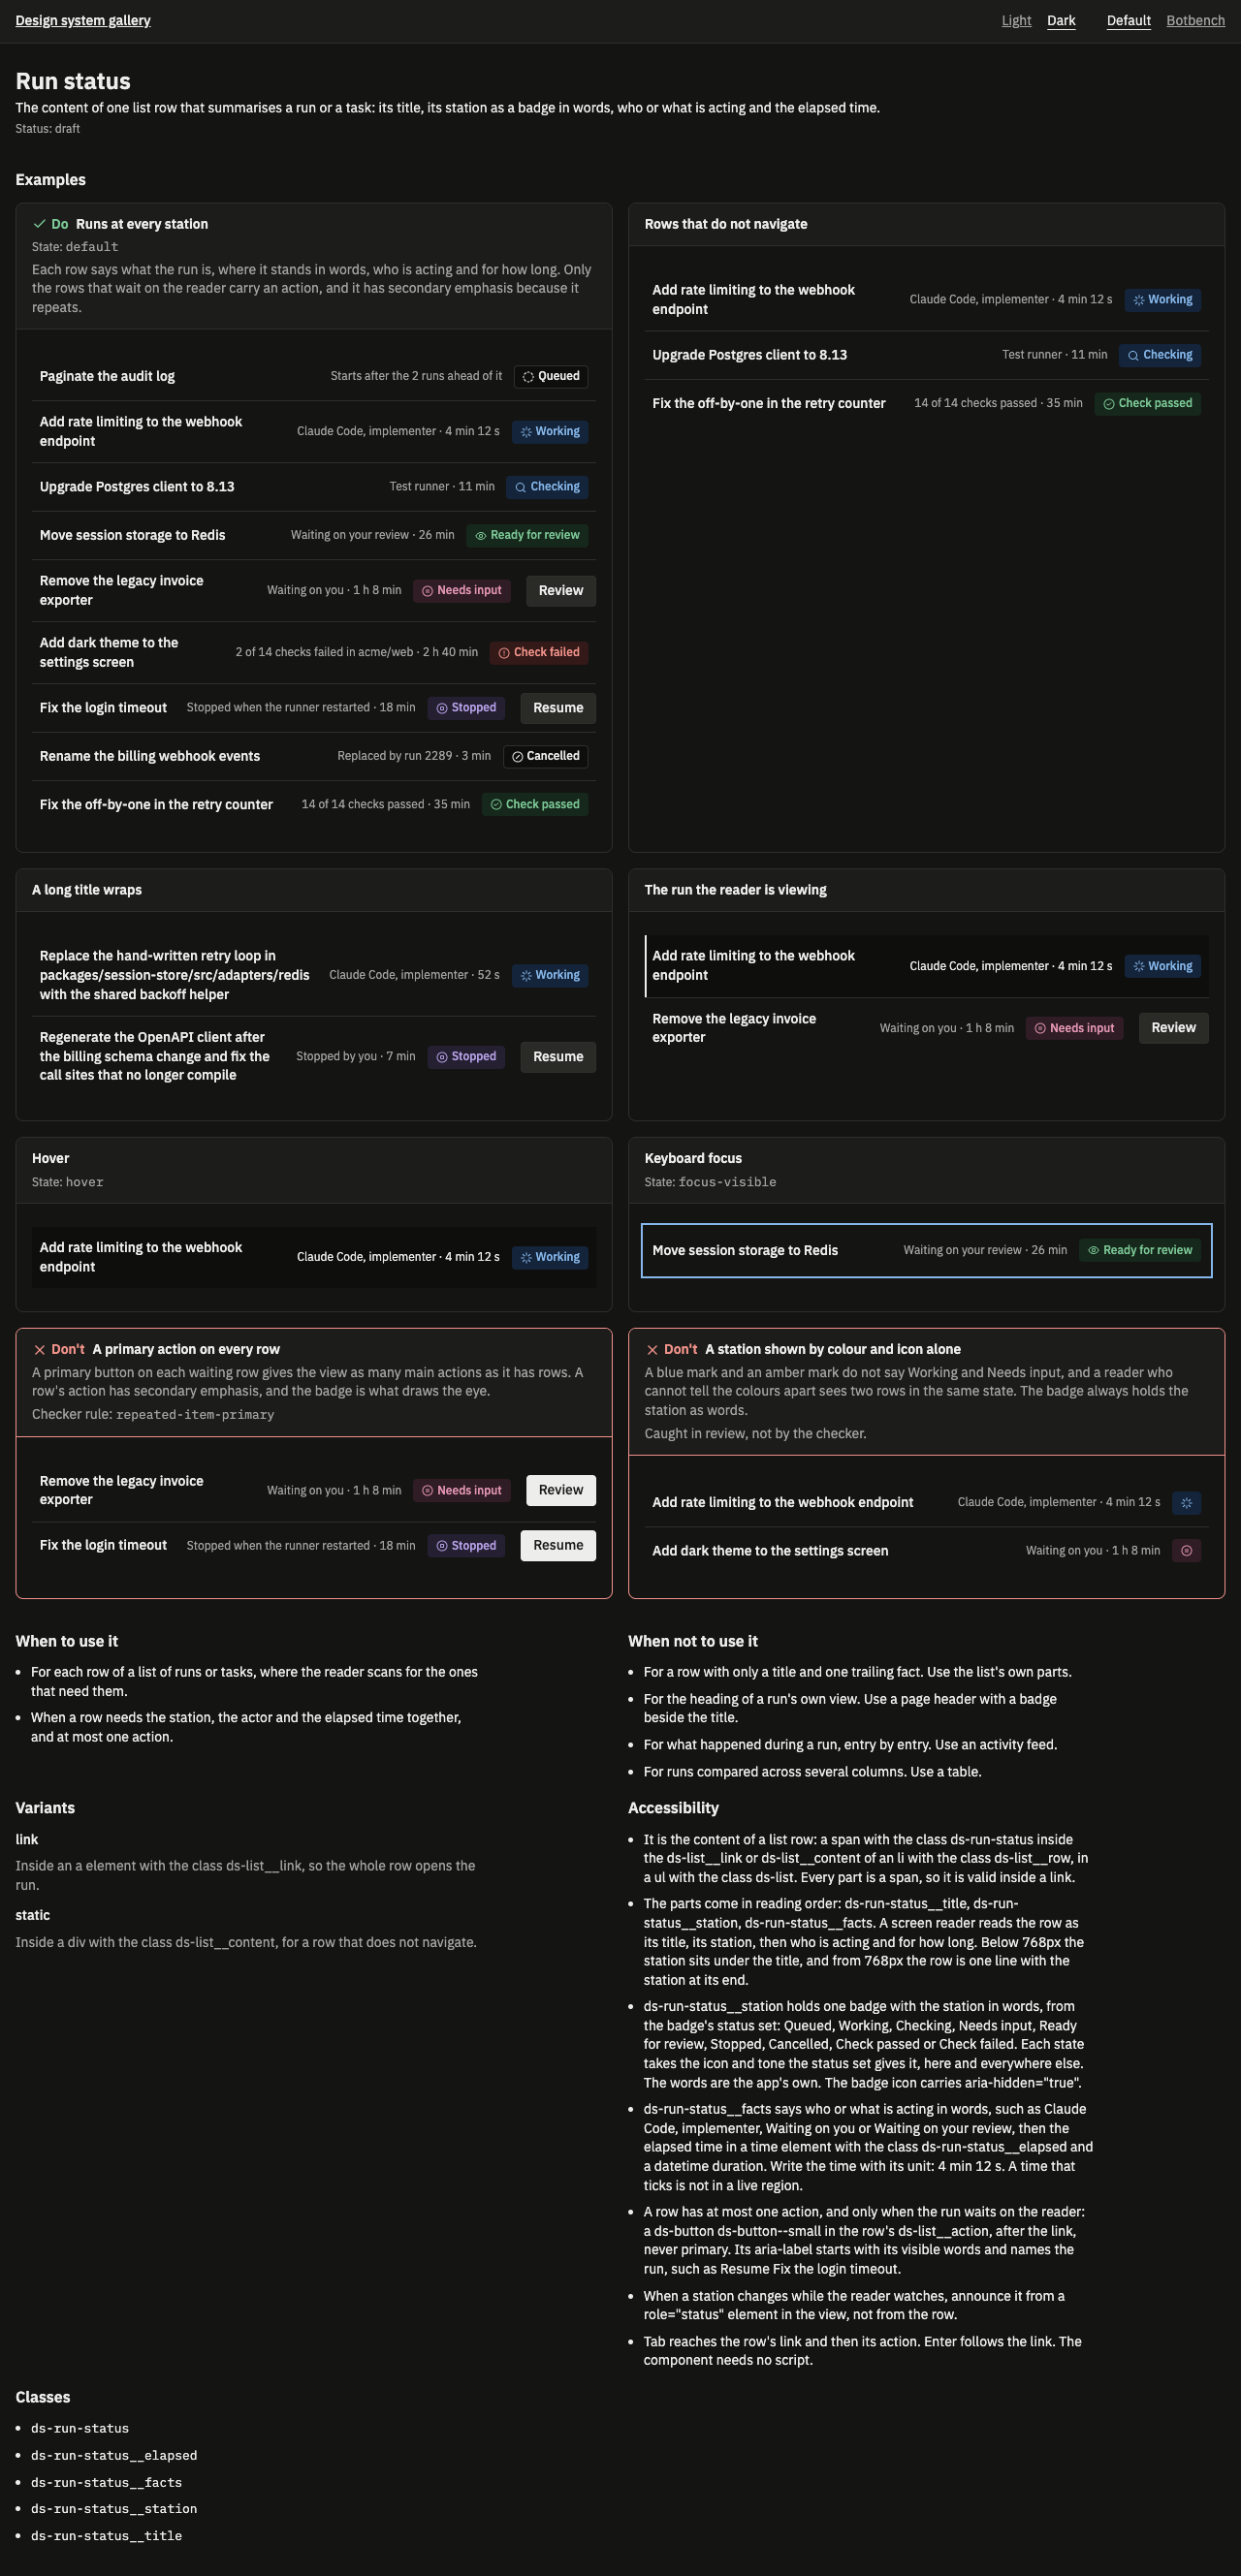 Design system gallery
Light Dark Default Botbench
Run status
The content of one list row that summarises a run or a task: its title, its station as a badge in words, who or what is acting and the elapsed time.
Status: draft
Examples
Do Runs at every station
State: default
Each row says what the run is, where it stands in words, who is acting and for how long. Only
the rows that wait on the reader carry an action, and it has secondary emphasis because it
repeats.
Paginate the audit log Starts after the 2 runs ahead of it Queued
Add rate limiting to the webhook
endpoint
Claude Code, implementer · 4 min 12 s Working
Upgrade Postgres client to 8.13 Test runner · 11 min Checking
Move session storage to Redis Waiting on your review · 26 min Ready for review
Remove the legacy invoice
exporter
Waiting on you · 1 h 8 min Needs input Review
Add dark theme to the
settings screen
2 of 14 checks failed in acme/web · 2 h 40 min Check failed
Fix the login timeout Stopped when the runner restarted · 18 min Stopped Resume
Rename the billing webhook events Replaced by run 2289 · 3 min Cancelled
Fix the off-by-one in the retry counter 14 of 14 checks passed · 35 min Check passed
Rows that do not navigate
Add rate limiting to the webhook
endpoint
Claude Code, implementer · 4 min 12 s Working
Upgrade Postgres client to 8.13 Test runner · 11 min Checking
Fix the off-by-one in the retry counter 14 of 14 checks passed · 35 min Check passed
A long title wraps
Replace the hand-written retry loop in
packages/session-store/src/adapters/redis
with the shared backoff helper
Claude Code, implementer · 52 s Working
Regenerate the OpenAPI client after
the billing schema change and fix the
call sites that no longer compile
Stopped by you · 7 min Stopped Resume
The run the reader is viewing
Add rate limiting to the webhook
endpoint
Claude Code, implementer · 4 min 12 s Working
Remove the legacy invoice
exporter
Waiting on you · 1 h 8 min Needs input Review
Hover
State: hover
Add rate limiting to the webhook
endpoint
Claude Code, implementer · 4 min 12 s Working
Keyboard focus
State: focus-visible
Move session storage to Redis Waiting on your review · 26 min Ready for review
Don't A primary action on every row
A primary button on each waiting row gives the view as many main actions as it has rows. A
row's action has secondary emphasis, and the badge is what draws the eye.
Checker rule: repeated-item-primary
Remove the legacy invoice
exporter
Waiting on you · 1 h 8 min Needs input Review
Fix the login timeout Stopped when the runner restarted · 18 min Stopped Resume
Don't A station shown by colour and icon alone
A blue mark and an amber mark do not say Working and Needs input, and a reader who
cannot tell the colours apart sees two rows in the same state. The badge always holds the
station as words.
Caught in review, not by the checker.
Add rate limiting to the webhook endpoint Claude Code, implementer · 4 min 12 s
Add dark theme to the settings screen Waiting on you · 1 h 8 min
When to use it
• For each row of a list of runs or tasks, where the reader scans for the ones
that need them.
• When a row needs the station, the actor and the elapsed time together,
and at most one action.
When not to use it
• For a row with only a title and one trailing fact. Use the list's own parts.
• For the heading of a run's own view. Use a page header with a badge
beside the title.
• For what happened during a run, entry by entry. Use an activity feed.
• For runs compared across several columns. Use a table.
Variants
link
Inside an a element with the class ds-list__link, so the whole row opens the
run.
static
Inside a div with the class ds-list__content, for a row that does not navigate.
Accessibility
• It is the content of a list row: a span with the class ds-run-status inside
the ds-list__link or ds-list__content of an li with the class ds-list__row, in
a ul with the class ds-list. Every part is a span, so it is valid inside a link.
• The parts come in reading order: ds-run-status__title, ds-run-
status__station, ds-run-status__facts. A screen reader reads the row as
its title, its station, then who is acting and for how long. Below 768px the
station sits under the title, and from 768px the row is one line with the
station at its end.
• ds-run-status__station holds one badge with the station in words, from
the badge's status set: Queued, Working, Checking, Needs input, Ready
for review, Stopped, Cancelled, Check passed or Check failed. Each state
takes the icon and tone the status set gives it, here and everywhere else.
The words are the app's own. The badge icon carries aria-hidden="true".
• ds-run-status__facts says who or what is acting in words, such as Claude
Code, implementer, Waiting on you or Waiting on your review, then the
elapsed time in a time element with the class ds-run-status__elapsed and
a datetime duration. Write the time with its unit: 4 min 12 s. A time that
ticks is not in a live region.
• A row has at most one action, and only when the run waits on the reader:
a ds-button ds-button--small in the row's ds-list__action, after the link,
never primary. Its aria-label starts with its visible words and names the
run, such as Resume Fix the login timeout.
• When a station changes while the reader watches, announce it from a
role="status" element in the view, not from the row.
• Tab reaches the row's link and then its action. Enter follows the link. The
component needs no script.
Classes
• ds-run-status
• ds-run-status__elapsed
• ds-run-status__facts
• ds-run-status__station
• ds-run-status__title